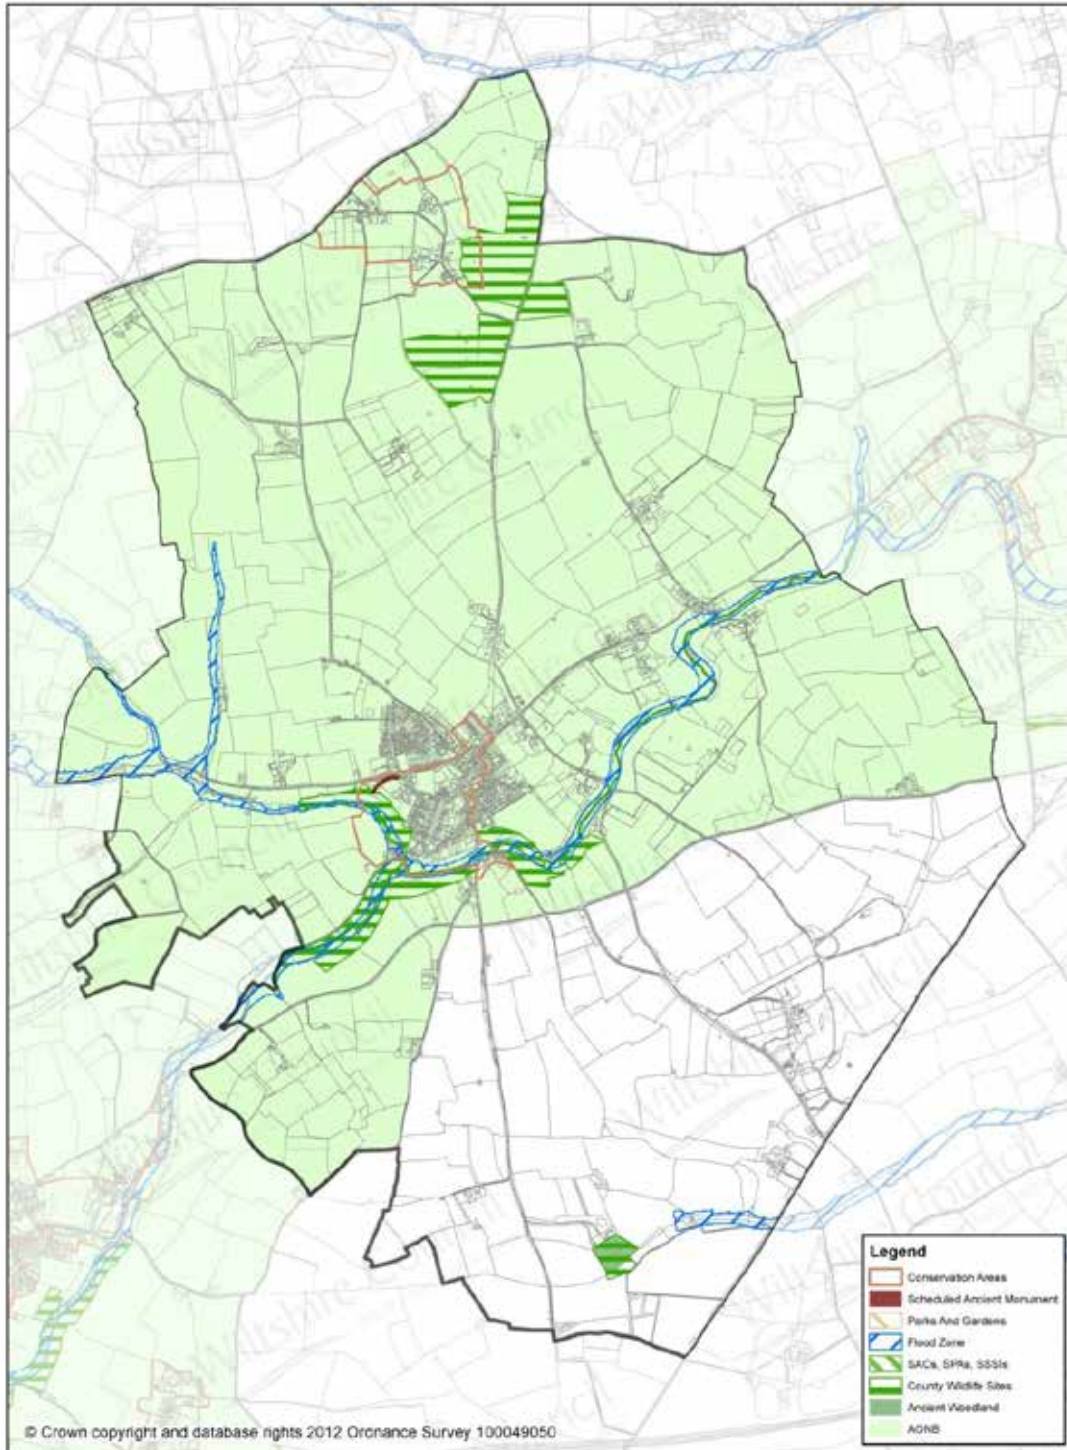 Legend
Conservation Areas
Scheduled Ancient Monument
Parks And Gardens
Flood Zone
SACs, SPAs, SSSIs
County Wildlife Sites
Ancient Woodland
AONB
© Crown copyright and database rights 2012 Ordnance Survey 100049050